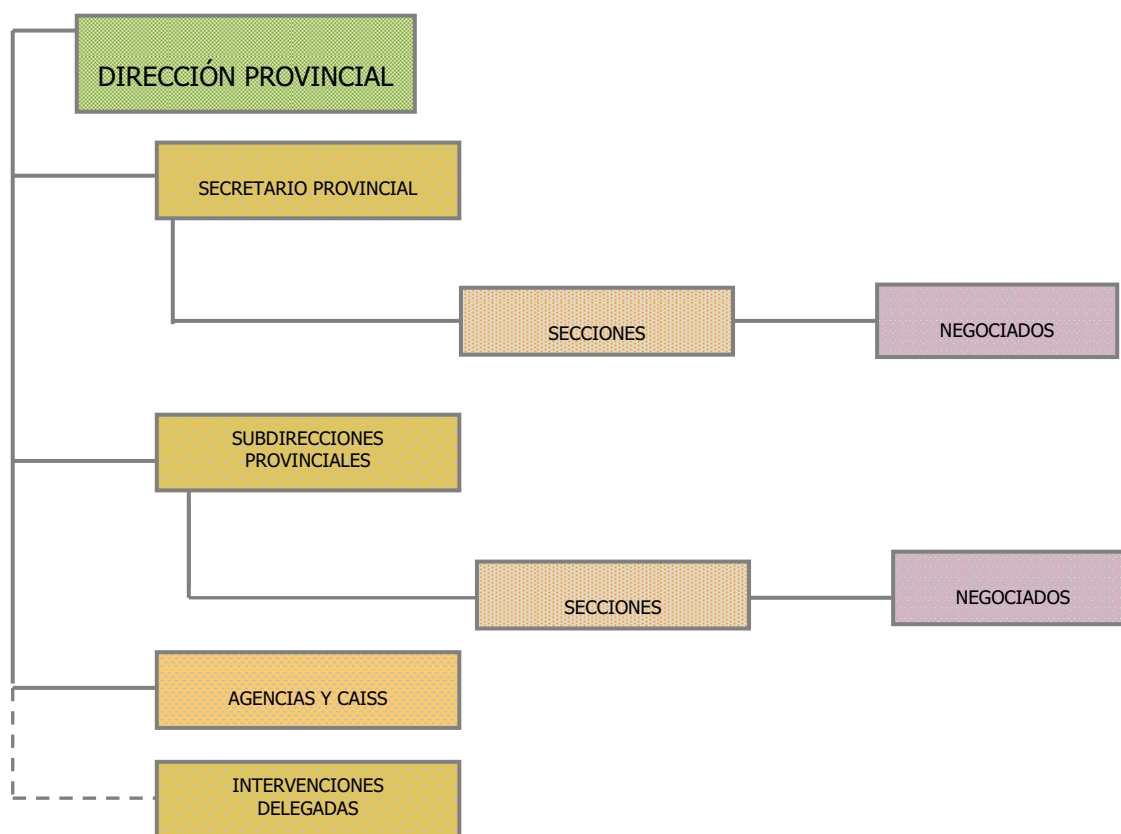 DIRECCIÓN PROVINCIAL
SECRETARIO PROVINCIAL
SECCIONES
NEGOCIADOS
SUBDIRECCIONES
PROVINCIALES
SECCIONES
NEGOCIADOS
AGENCIAS Y CAISS
INTERVENCIONES
DELEGADAS